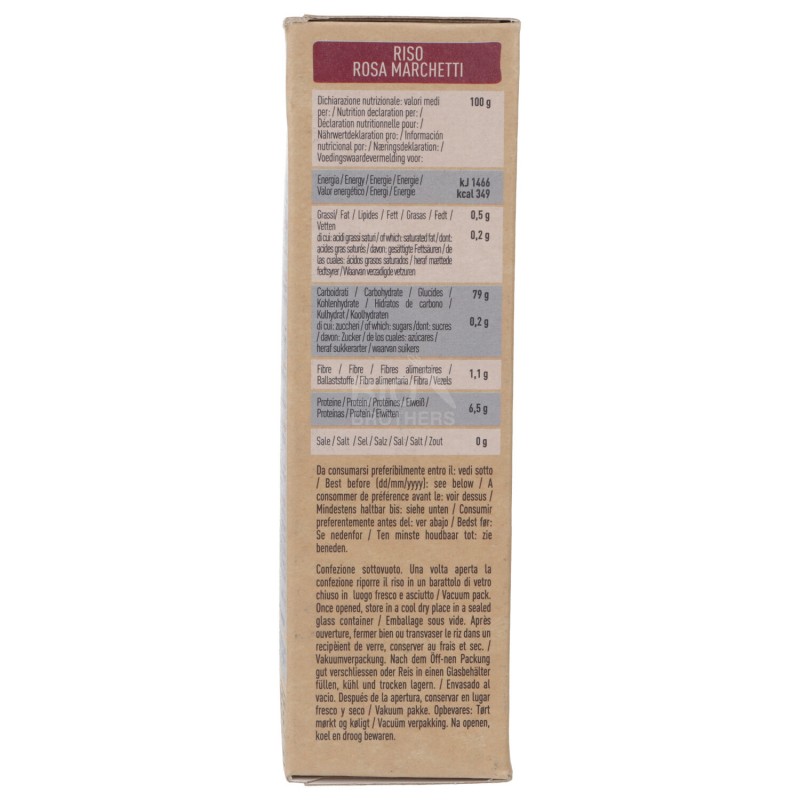 RISO
ROSA MARCHETTI
Dichiarazione nutrizionale: valori medi 100 g
per: / Nutrition declaration per: /
Déclaration nutritionnelle pour: /
Nährwertdeklaration pro: / Información
nutricional por: / Næringsdeklaration: /
Voedingswaardevermelding voor:
Energia / Energy / Energie / Energie / kJ 1466
Valor energético / Energi / Energie kcal 349
Grassi/ Fat / Lipides / Fett / Grasas / Fedt / 0,5 g
Vetten
di cui: acidi grassi saturi / of which: saturated fat / dont: 0,2 g
acides gras saturés / davon: gesättigte Fettsäuren / de
las cuales: ácidos grasos saturados / heraf mættede
fedtsyrer / Waarvan verzadigde vetzuren
Carboidrati / Carbohydrate / Glucides / 79 g
Kohlenhydrate / Hidratos de carbono /
Kulhydrat / Koolhydraten
di cui: zuccheri / of which: sugars /dont: sucres 0,2 g
/ davon: Zucker / de los cuales: azúcares /
heraf sukkerarter / waarvan suikers
Fibre / Fibre / Fibres alimentaires / 1,1 g
Ballaststoffe / Fibra alimentaria / Fibra / Vezels
Proteine / Protein / Protéines / Eiweiß / 6,5 g
Proteinas / Protein / Eiwitten
BIO
BROTHERS
Sale / Salt / Sel / Salz / Sal / Salt / Zout 0 g
Da consumarsi preferibilmente entro il: vedi sotto
/ Best before (dd/mm/yyyy): see below / A
consommer de préférence avant le: voir dessus /
Mindestens haltbar bis: siehe unten / Consumir
preferentemente antes del: ver abajo / Bedst før:
Se nedenfor / Ten minste houdbaar tot: zie
beneden.
Confezione sottovuoto. Una volta aperta la
confezione riporre il riso in un barattolo di vetro
chiuso in luogo fresco e asciutto / Vacuum pack.
Once opened, store in a cool dry place in a sealed
glass container / Emballage sous vide. Après
ouverture, fermer bien ou transvaser le riz dans un
recipëient de verre, conserver au frais et sec. /
Vakuumverpackung. Nach dem Öff-nen Packung
gut verschliessen oder Reis in einen Glasbehälter
füllen, kühl und trocken lagern. / Envasado al
vacio. Después de la apertura, conservar en lugar
fresco y seco / Vakuum pakke. Opbevares: Tørt
mørkt og køligt / Vacuüm verpakking. Na openen,
koel en droog bewaren.